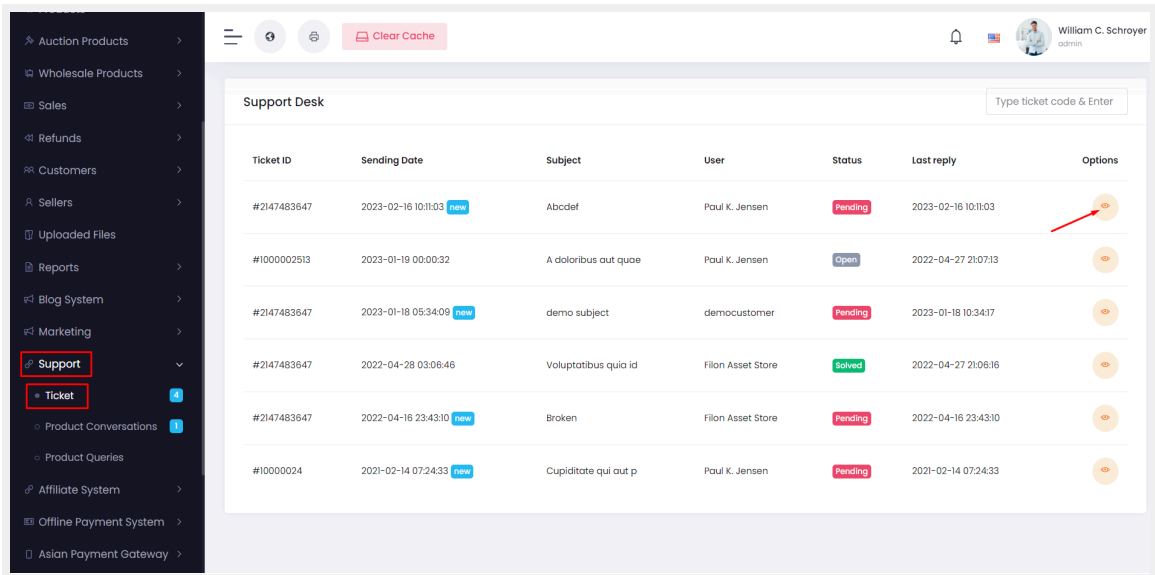 Auction Products
Wholesale Products
Sales
Refunds
Customers
Sellers
Uploaded Files
Reports
Blog System
Marketing
Support
Ticket 4
Product Conversations 1
Product Queries
Affiliate System
Offline Payment System
Asian Payment Gateway
Clear Cache
William C. Schroyer
admin
Support Desk
Type ticket code & Enter
Ticket ID Sending Date Subject User Status Last reply Options
#2147483647 2023-02-16 10:11:03 new Abcdef Paul K. Jensen Pending 2023-02-16 10:11:03
#1000002513 2023-01-19 00:00:32 A doloribus aut quae Paul K. Jensen Open 2022-04-27 21:07:13
#2147483647 2023-01-18 05:34:09 new demo subject democustomer Pending 2023-01-18 10:34:17
#2147483647 2022-04-28 03:06:46 Voluptatibus quia id Filon Asset Store Solved 2022-04-27 21:06:16
#2147483647 2022-04-16 23:43:10 new Broken Filon Asset Store Pending 2022-04-16 23:43:10
#10000024 2021-02-14 07:24:33 new Cupiditate qui aut p Paul K. Jensen Pending 2021-02-14 07:24:33